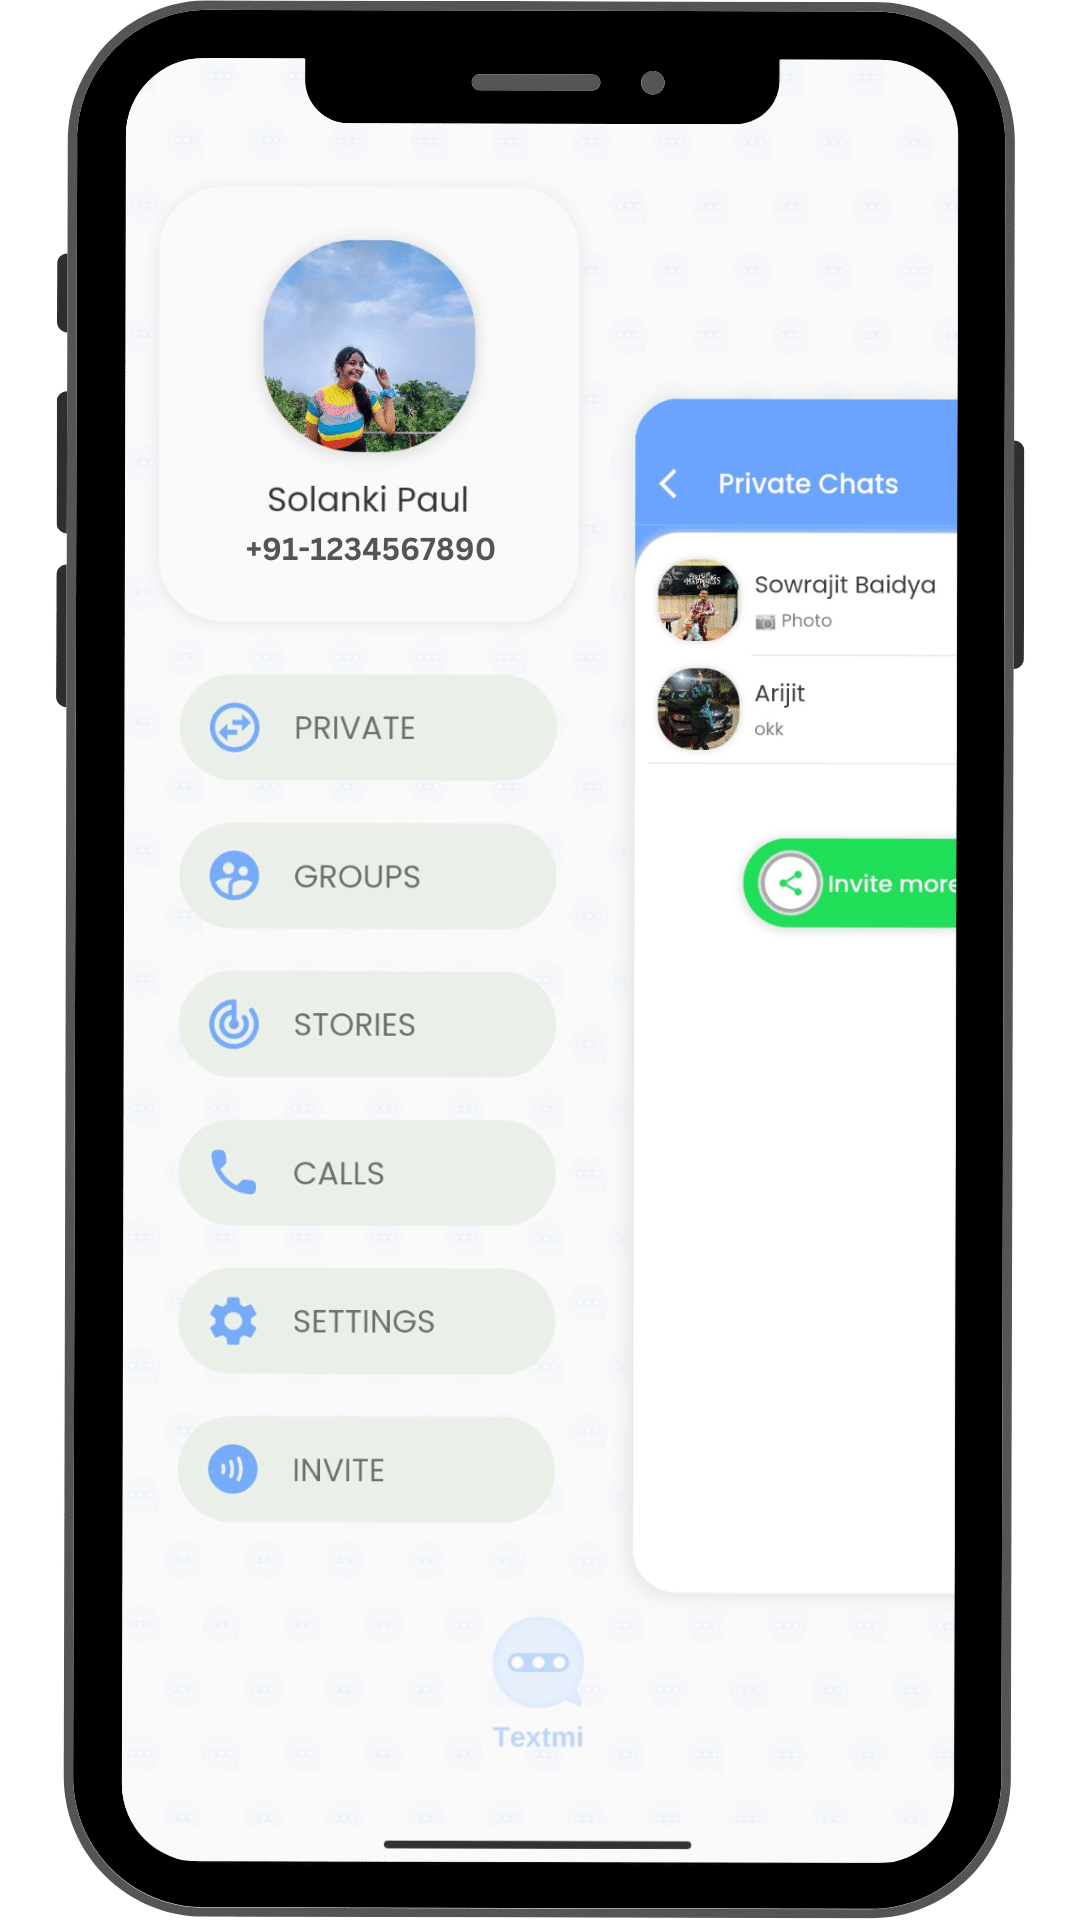 Solanki Paul
+91-1234567890
PRIVATE
GROUPS
STORIES
CALLS
SETTINGS
INVITE
Private Chats
Sowrajit Baidya
📷 Photo
Arijit
okk
Invite more
Textmi